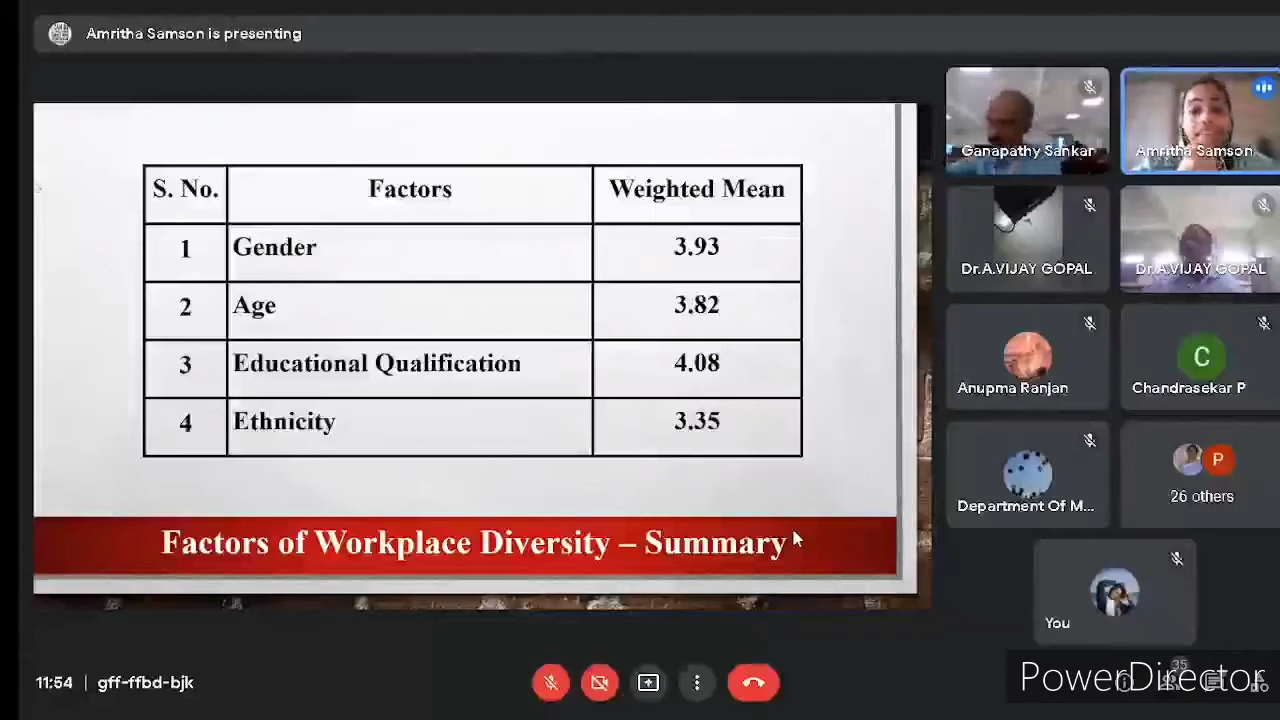 Amritha Samson is presenting
S. No. Factors Weighted Mean
1 Gender 3.93
2 Age 3.82
3 Educational Qualification 4.08
4 Ethnicity 3.35
Factors of Workplace Diversity – Summary
Ganapathy Sankar
Amritha Samson
Dr.A.VIJAY GOPAL
Dr.A.VIJAY GOPAL
Anupma Ranjan
C
Chandrasekar P
Department Of M...
P
26 others
You
11:54 | gff-ffbd-bjk
35
PowerDirector